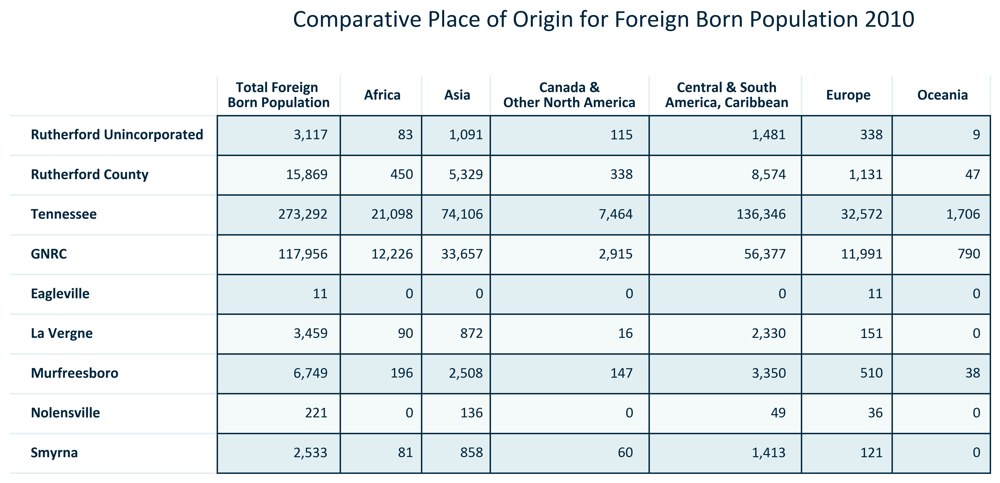 Comparative Place of Origin for Foreign Born Population 2010
Total Foreign Born Population Africa Asia Canada & Other North America Central & South America, Caribbean Europe Oceania
Rutherford Unincorporated 3,117 83 1,091 115 1,481 338 9
Rutherford County 15,869 450 5,329 338 8,574 1,131 47
Tennessee 273,292 21,098 74,106 7,464 136,346 32,572 1,706
GNRC 117,956 12,226 33,657 2,915 56,377 11,991 790
Eagleville 11 0 0 0 0 11 0
La Vergne 3,459 90 872 16 2,330 151 0
Murfreesboro 6,749 196 2,508 147 3,350 510 38
Nolensville 221 0 136 0 49 36 0
Smyrna 2,533 81 858 60 1,413 121 0